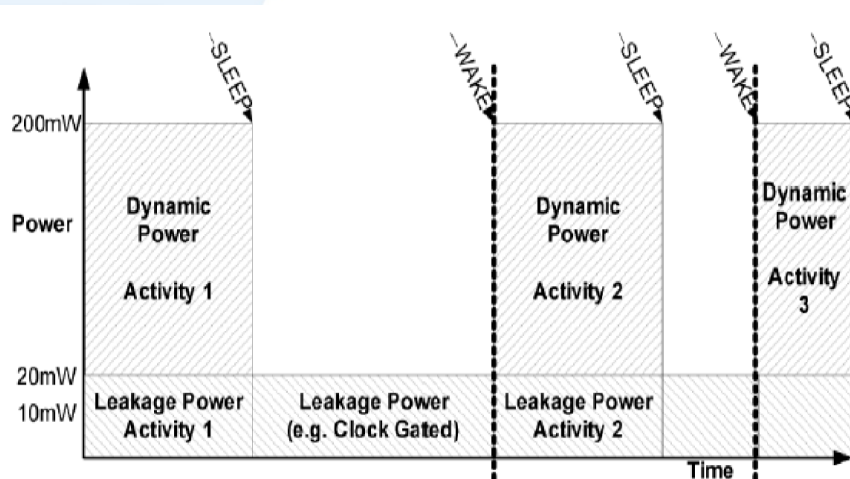 ~SLEEP
~WAKE
~SLEEP
~WAKE
~SLEEP
200mW
Power
20mW
10mW
Dynamic
Power
Activity 1
Dynamic
Power
Activity 2
Dynamic
Power
Activity
3
Leakage Power
Activity 1
Leakage Power
(e.g. Clock Gated)
Leakage Power
Activity 2
Time